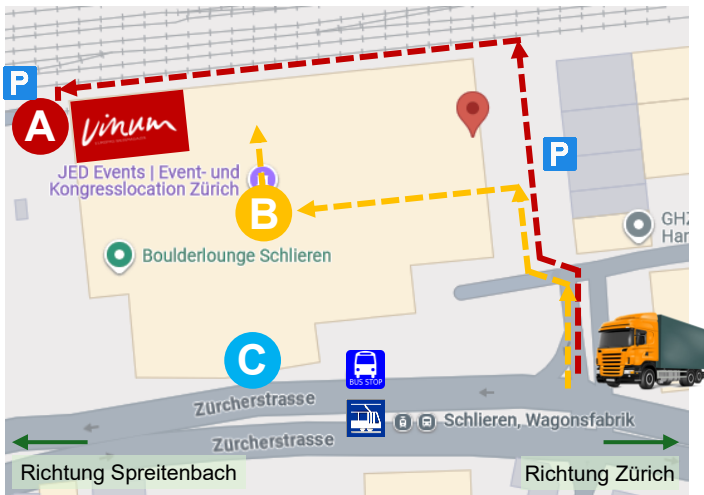 P
A
vinum
P
JED Events | Event- und
Kongresslocation Zürich
B
GHZ
Har
Boulderlounge Schlieren
C
BUS STOP
Zürcherstrasse
Schlieren, Wagonsfabrik
Zürcherstrasse
Richtung Spreitenbach
Richtung Zürich